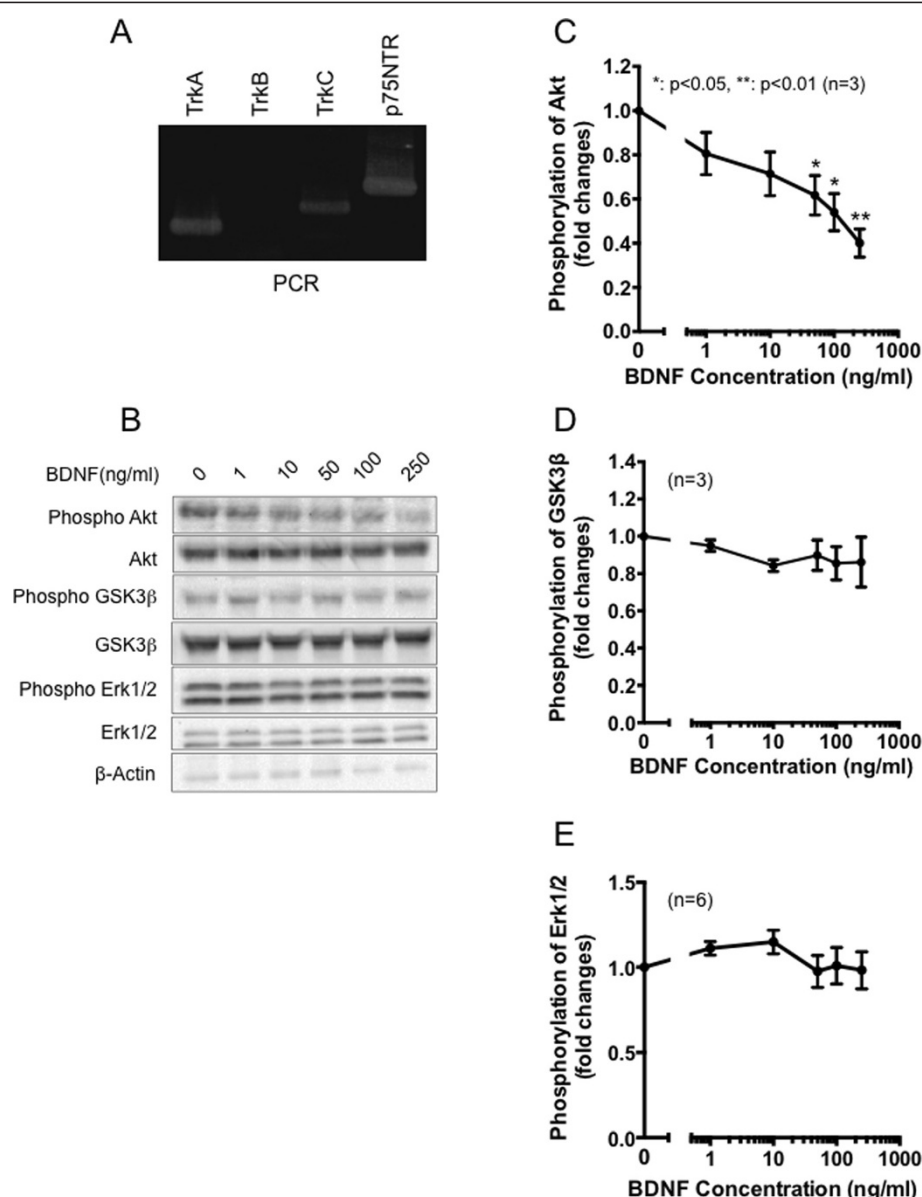 A
TrkA
TrkB
TrkC
p75NTR
PCR
B
BDNF(ng/ml)
0
1
10
50
100
250
Phospho Akt
Akt
Phospho GSK3β
GSK3β
Phospho Erk1/2
Erk1/2
β-Actin
C
*: p<0.05, **: p<0.01 (n=3)
Phosphorylation of Akt
(fold changes)
1.2
1.0
0.8
0.6
0.4
0.2
0.0
*
*
**
0 1 10 100 1000
BDNF Concentration (ng/ml)
D
(n=3)
Phosphorylation of GSK3β
(fold changes)
1.4
1.2
1.0
0.8
0.6
0.4
0.2
0.0
0 1 10 100 1000
BDNF Concentration (ng/ml)
E
(n=6)
Phosphorylation of Erk1/2
(fold changes)
1.5
1.0
0.5
0.0
0 1 10 100 1000
BDNF Concentration (ng/ml)